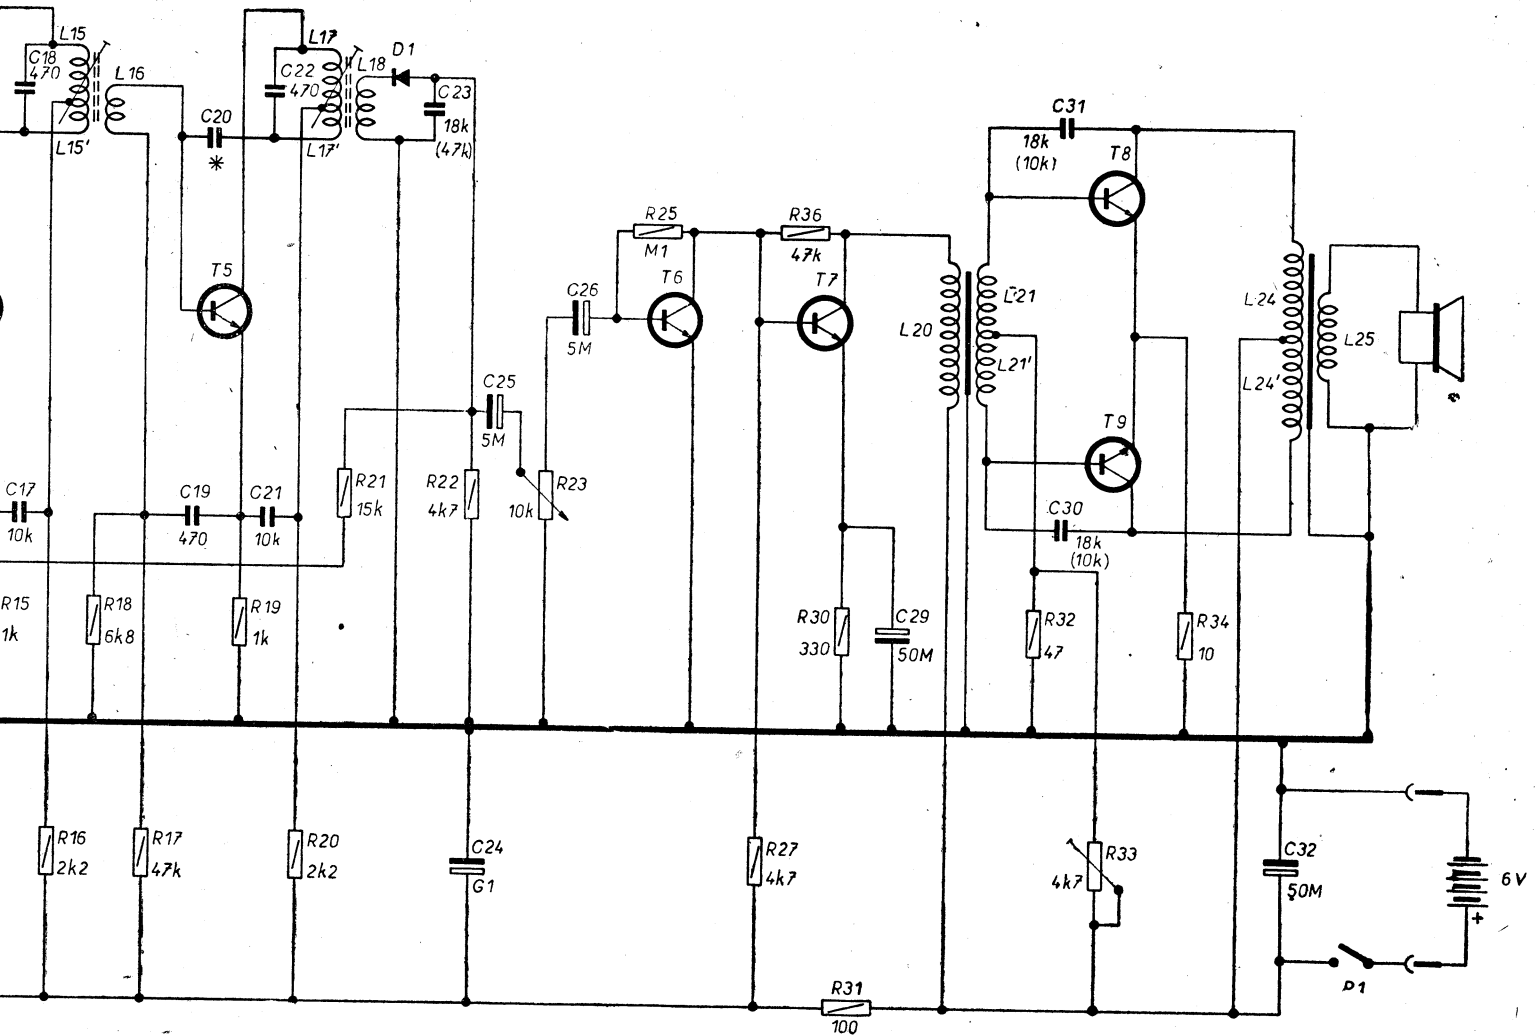 L15
C18
470
L16
L15'
C20
*
L17
C22
470
L17'
L18
D1
C23
18k
(47k)
T5
C17
10k
C19
470
C21
10k
R21
15k
R22
4k7
C25
5M
R23
10k
C26
5M
R25
M1
T6
R36
47k
T7
L20
L21
L21'
C31
18k
(10k)
T8
T9
C30
18k
(10k)
L24
L24'
L25
R15
1k
R18
6k8
R19
1k
R30
330
C29
50M
R32
47
R34
10
R16
2k2
R17
47k
R20
2k2
C24
G1
R27
4k7
R33
4k7
C32
50M
6V
+
P1
R31
100